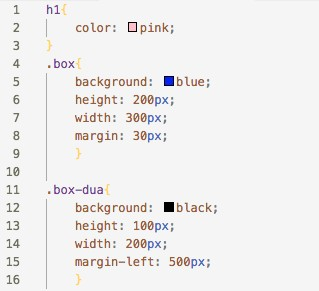 1 h1{
2     color: pink;
3 }
4 .box{
5     background: blue;
6     height: 200px;
7     width: 300px;
8     margin: 30px;
9     }
10
11 .box-dua{
12     background: black;
13     height: 100px;
14     width: 200px;
15     margin-left: 500px;
16     }